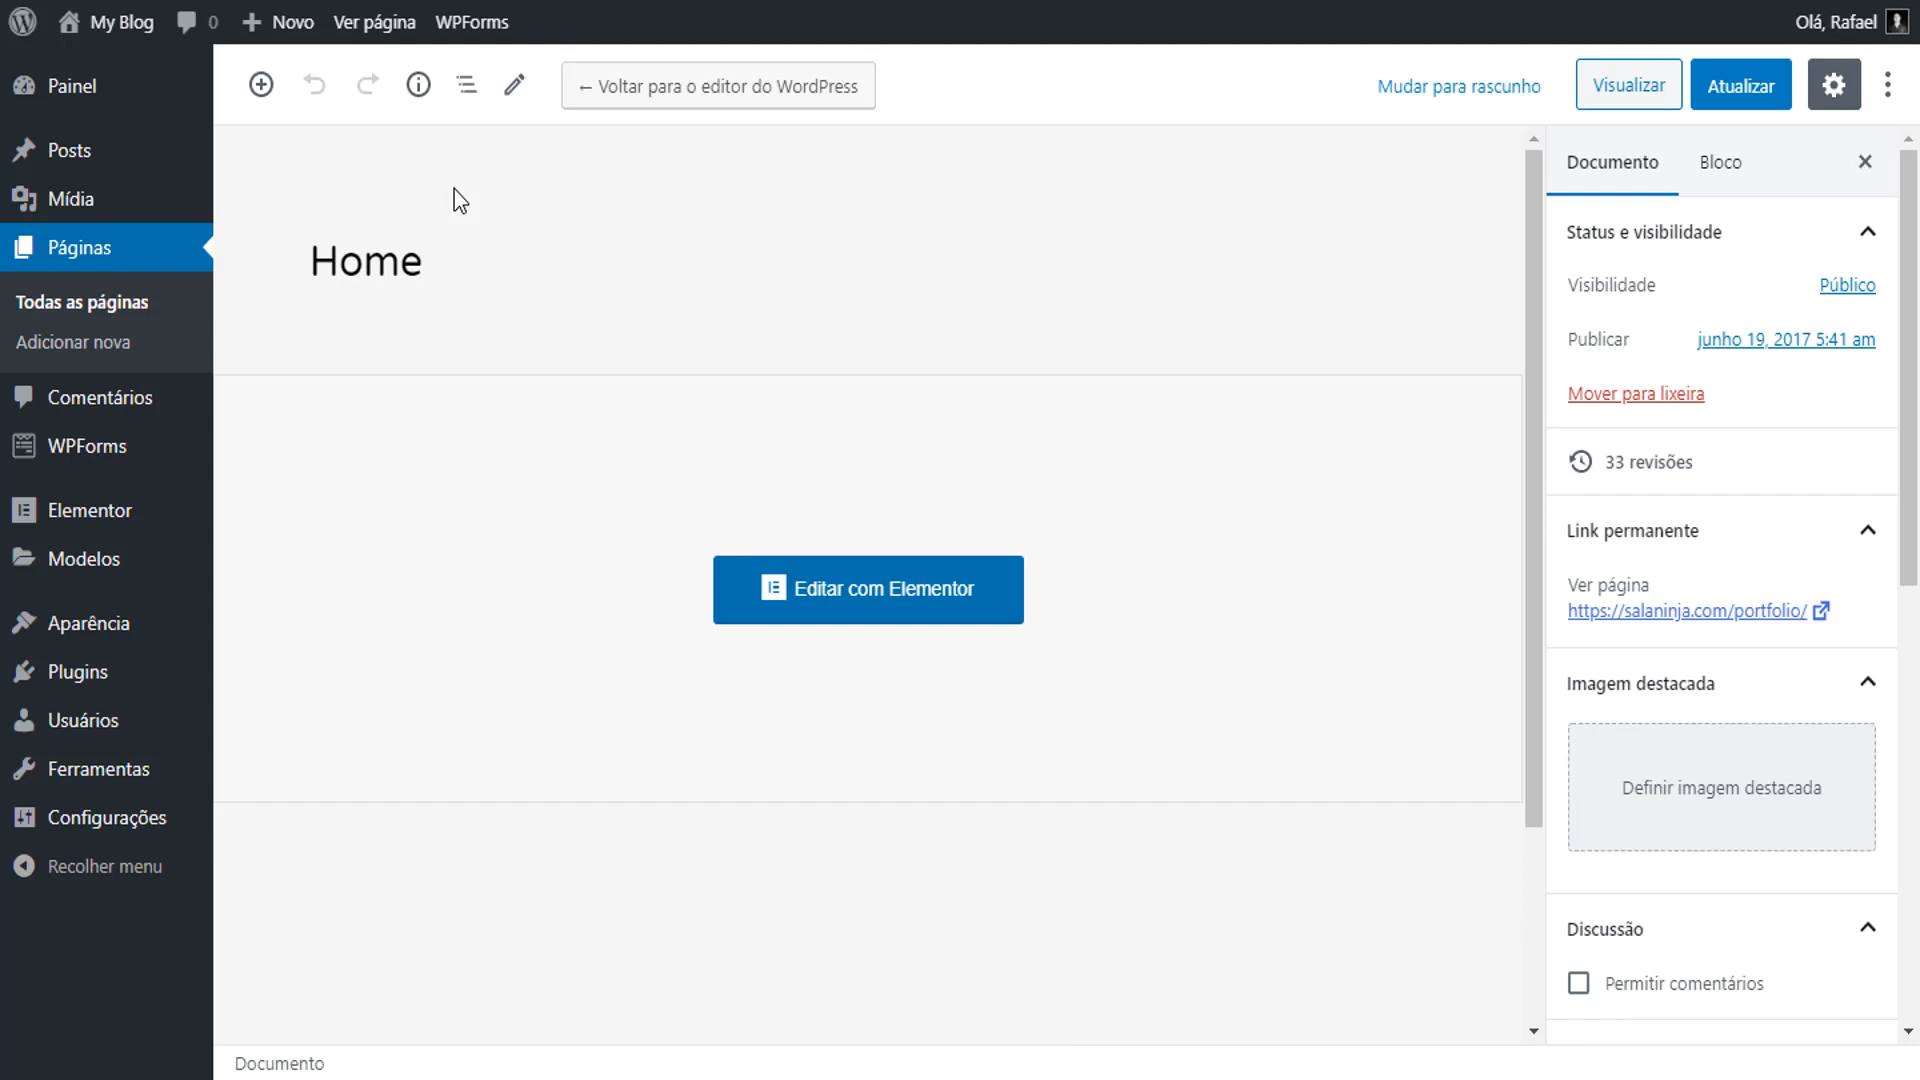 My Blog
0
Novo
Ver página
WPForms
Olá, Rafael
Painel
Posts
Mídia
Páginas
Todas as páginas
Adicionar nova
Comentários
WPForms
Elementor
Modelos
Aparência
Plugins
Usuários
Ferramentas
Configurações
Recolher menu
← Voltar para o editor do WordPress
Mudar para rascunho
Visualizar
Atualizar
Home
Editar com Elementor
Documento
Bloco
Status e visibilidade
Visibilidade
Público
Publicar
junho 19, 2017 5:41 am
Mover para lixeira
33 revisões
Link permanente
Ver página
https://salaninja.com/portfolio/
Imagem destacada
Definir imagem destacada
Discussão
Permitir comentários
Documento